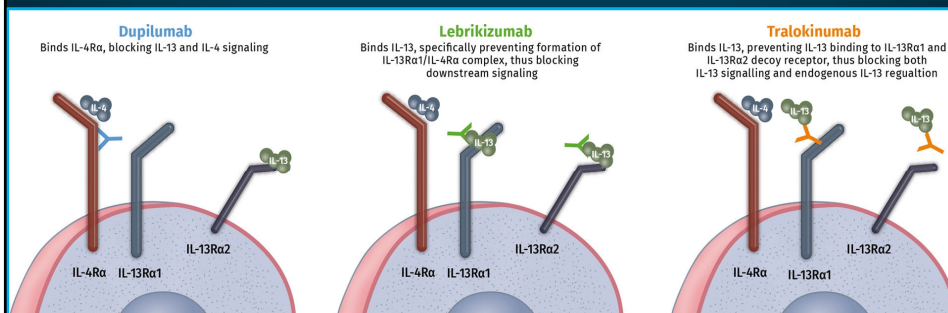 Dupilumab
Binds IL-4Rα, blocking IL-13 and IL-4 signaling
IL-4
IL-13
IL-4Rα
IL-13Rα1
IL-13Rα2
Lebrikizumab
Binds IL-13, specifically preventing formation of
IL-13Rα1/IL-4Rα complex, thus blocking
downstream signaling
IL-4
IL-13
IL-13
IL-4Rα
IL-13Rα1
IL-13Rα2
Tralokinumab
Binds IL-13, preventing IL-13 binding to IL-13Rα1 and
IL-13Rα2 decoy receptor, thus blocking both
IL-13 signalling and endogenous IL-13 regualtion
IL-4
IL-13
IL-13
IL-4Rα
IL-13Rα1
IL-13Rα2